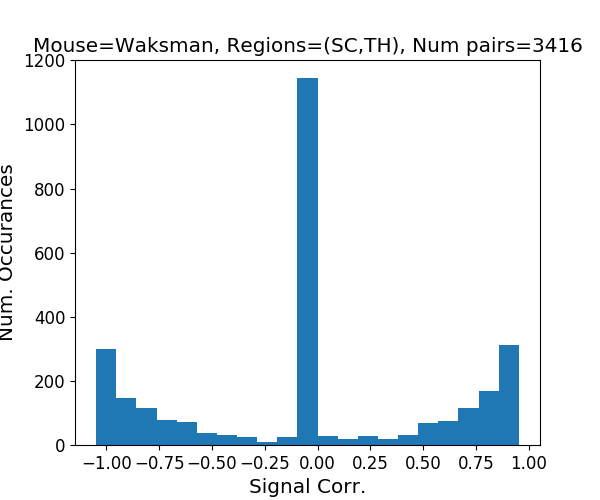 Mouse=Waksman, Regions=(SC,TH), Num pairs=3416
1200
1000
800
600
400
200
0
Num. Occurances
−1.00 −0.75 −0.50 −0.25 0.00 0.25 0.50 0.75 1.00
Signal Corr.